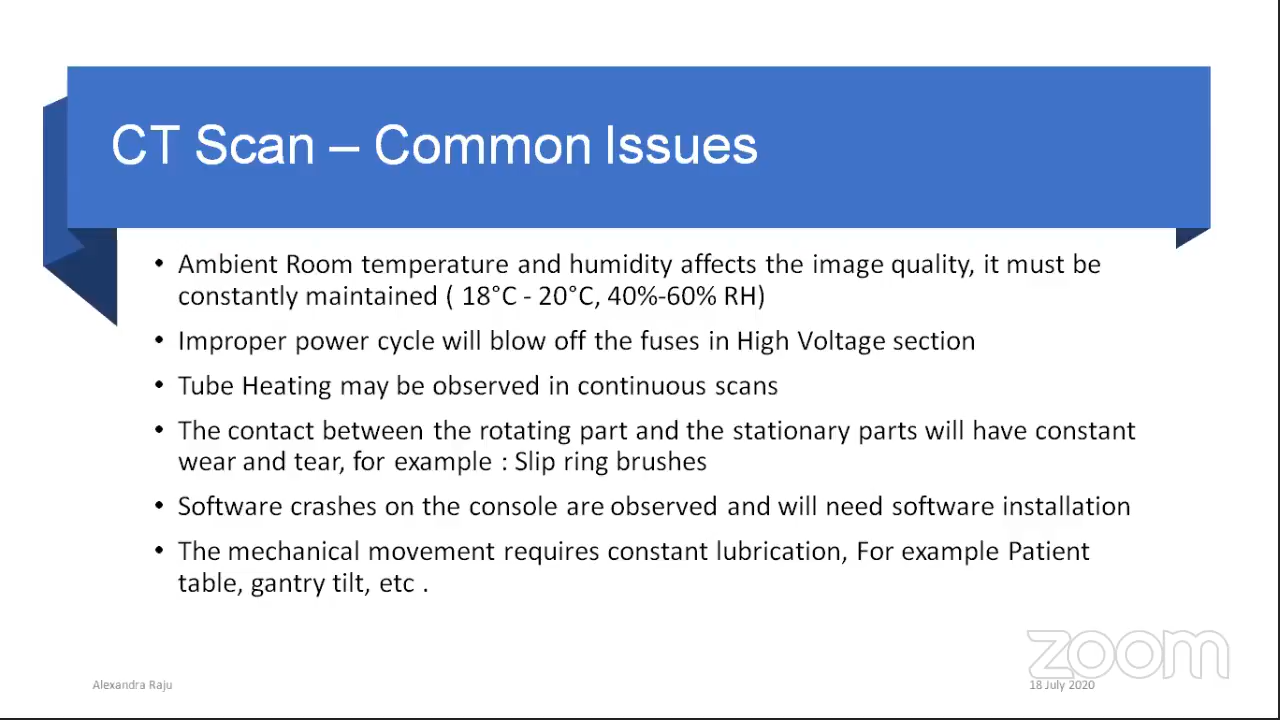 CT Scan – Common Issues
• Ambient Room temperature and humidity affects the image quality, it must be
constantly maintained ( 18°C - 20°C, 40%-60% RH)
• Improper power cycle will blow off the fuses in High Voltage section
• Tube Heating may be observed in continuous scans
• The contact between the rotating part and the stationary parts will have constant
wear and tear, for example : Slip ring brushes
• Software crashes on the console are observed and will need software installation
• The mechanical movement requires constant lubrication, For example Patient
table, gantry tilt, etc .
zoom
Alexandra Raju
18 July 2020